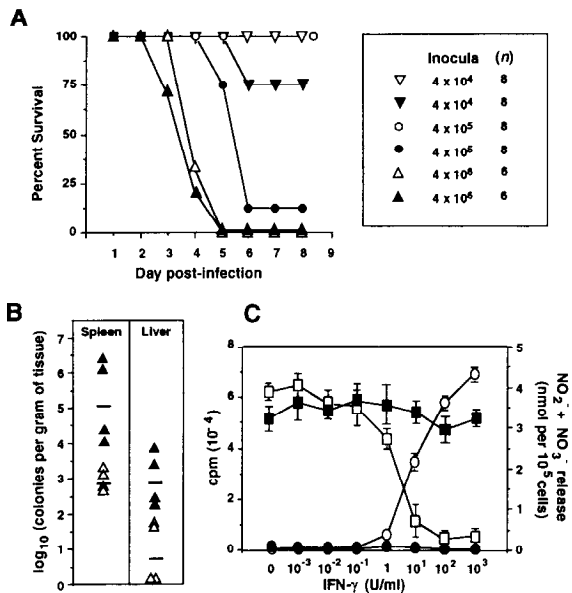 A
100
75
50
25
0
Percent Survival
1 2 3 4 5 6 7 8 9
Day post-infection
Inocula (n)
4 x 10⁴ 8
4 x 10⁴ 8
4 x 10⁵ 8
4 x 10⁵ 8
4 x 10⁶ 6
4 x 10⁶ 6
B
Spleen Liver
7
6
5
4
3
2
1
0
log₁₀ (colonies per gram of tissue)
C
8
6
4
2
0
cpm (10⁻⁴)
5
4
3
2
1
0
NO₂⁻ + NO₃⁻ release
(nmol per 10⁵ cells)
0 10⁻³ 10⁻² 10⁻¹ 1 10¹ 10² 10³
IFN-γ (U/ml)